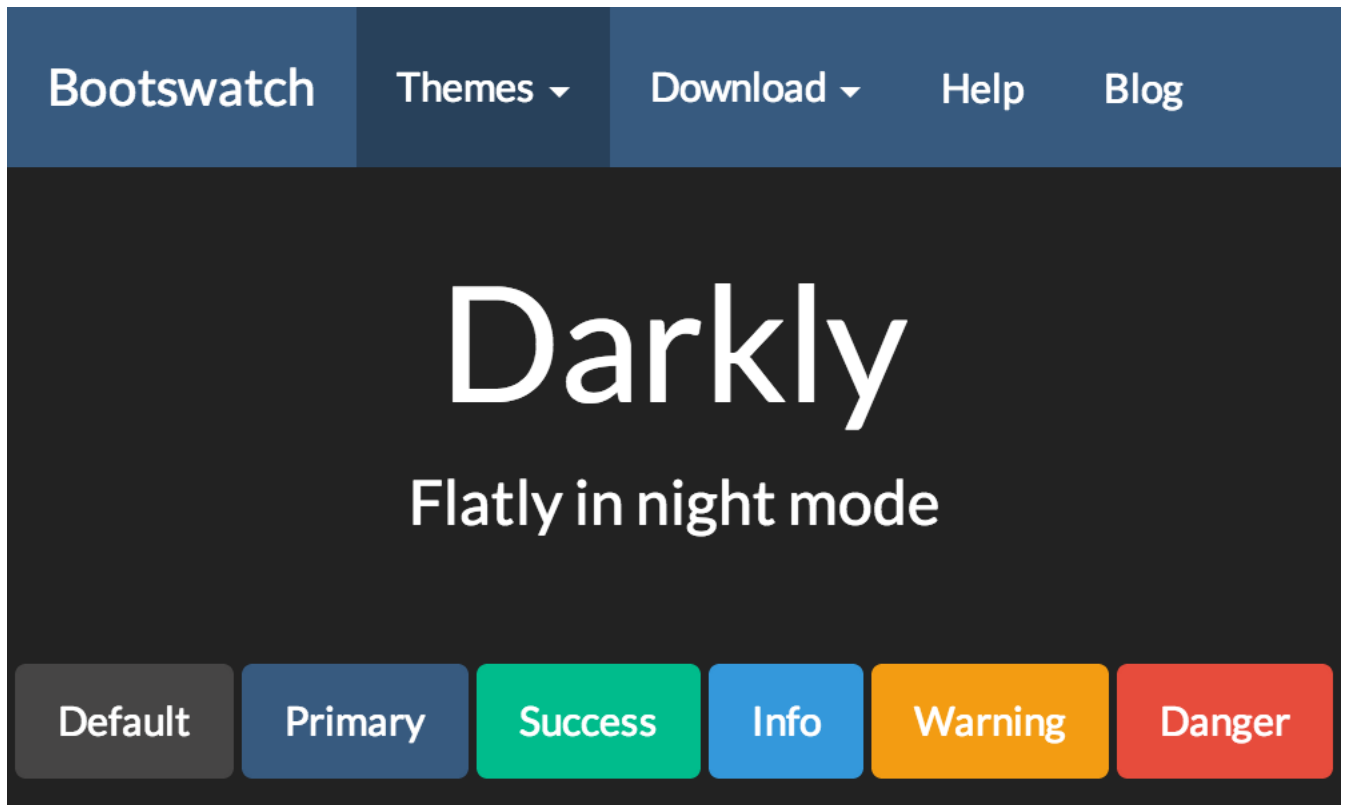 Bootswatch Themes Download Help Blog
Darkly
Flatly in night mode
Default Primary Success Info Warning Danger